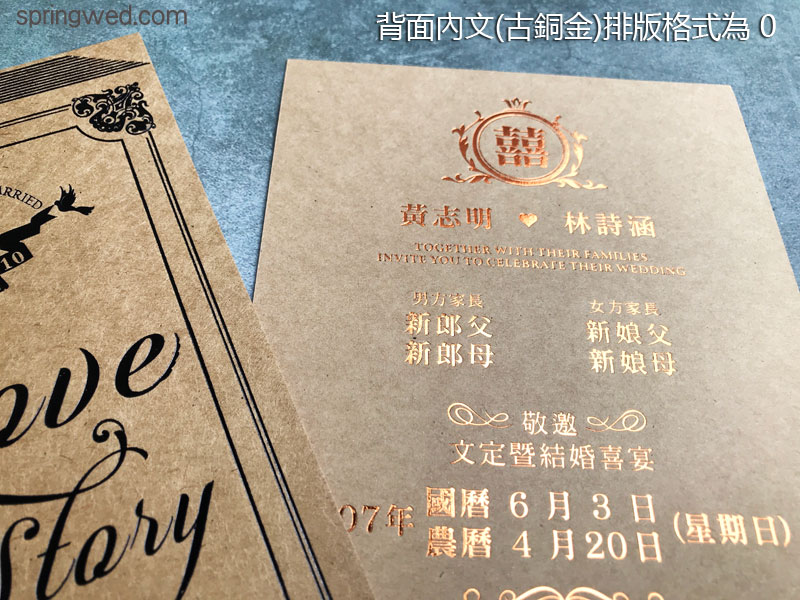 springwed.com
背面內文(古銅金)排版格式為 0
ARRIED
10
ove
Story
囍
黃志明 林詩涵
TOGETHER WITH THEIR FAMILIES
INVITE YOU TO CELEBRATE THEIR WEDDING
男方家長
新郎父
新郎母
女方家長
新娘父
新娘母
敬邀
文定暨結婚喜宴
07年 國曆 6 月 3 日 (星期日)
農曆 4 月 20 日